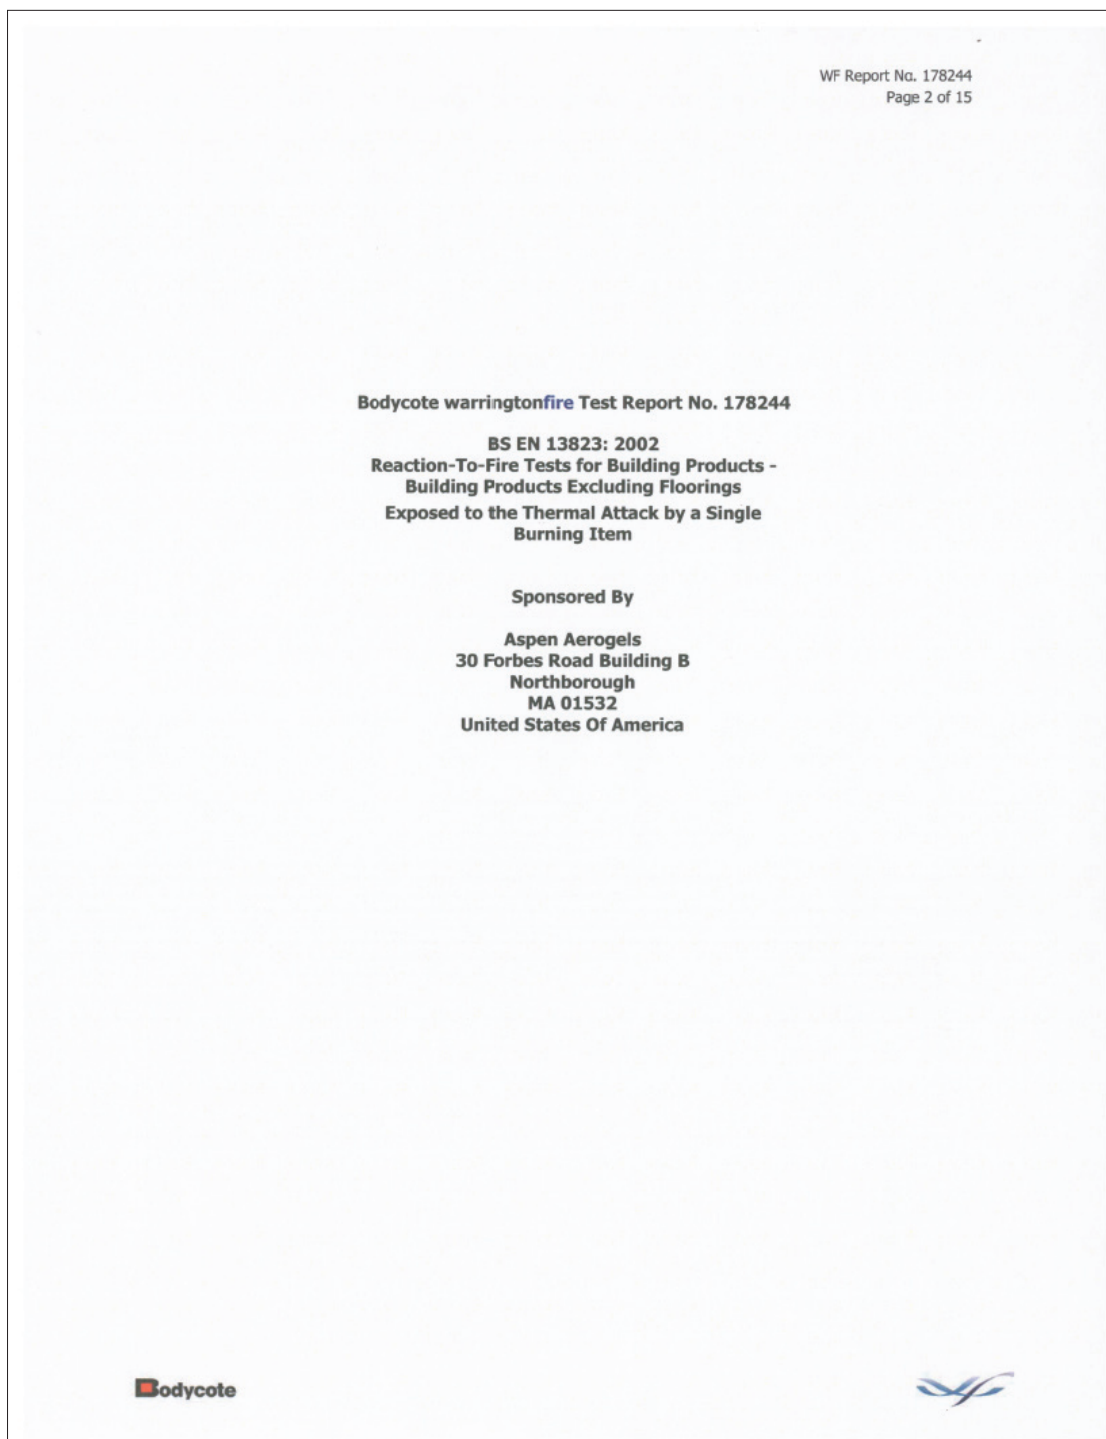 WF Report No. 178244
Page 2 of 15
Bodycote warringtonfire Test Report No. 178244
BS EN 13823: 2002
Reaction-To-Fire Tests for Building Products -
Building Products Excluding Floorings
Exposed to the Thermal Attack by a Single
Burning Item
Sponsored By
Aspen Aerogels
30 Forbes Road Building B
Northborough
MA 01532
United States Of America
Bodycote